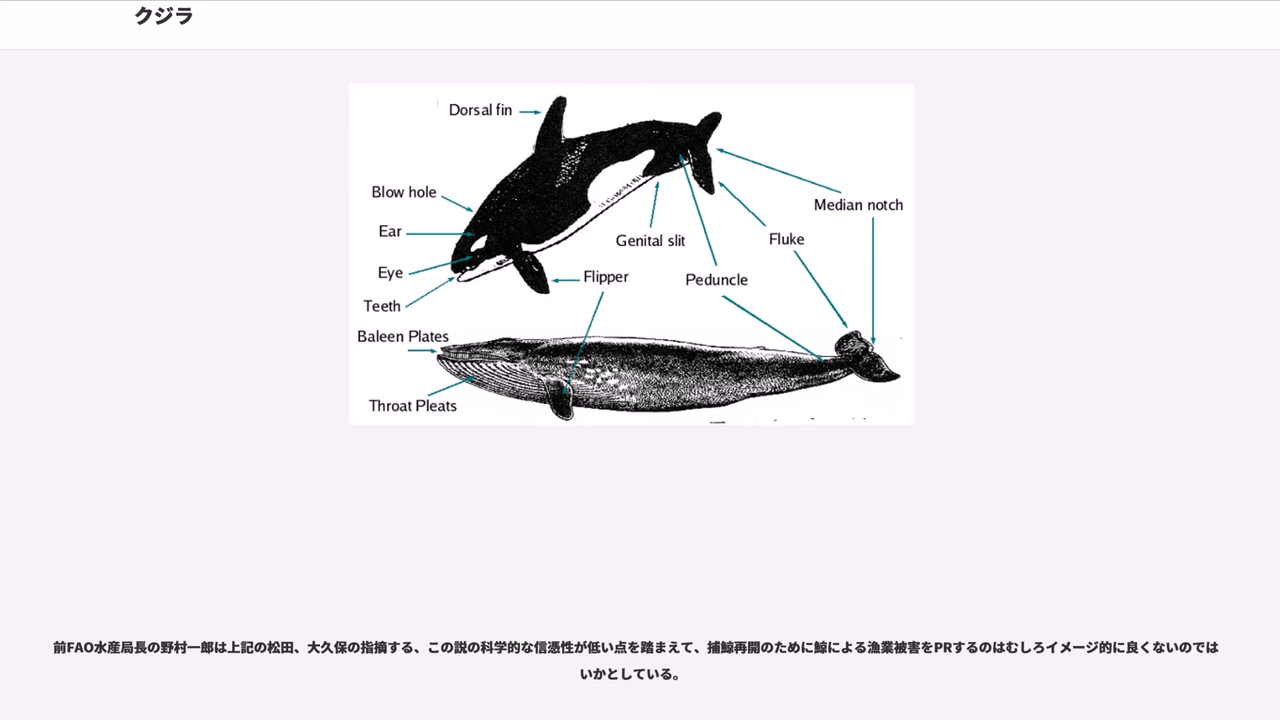 クジラ
Dorsal fin
Blow hole
Median notch
Ear
Genital slit
Fluke
Eye
Flipper
Peduncle
Teeth
Baleen Plates
Throat Pleats
前FAO水産局長の野村一郎は上記の松田、大久保の指摘する、この説の科学的な信憑性が低い点を踏まえて、捕鯨再開のために鯨による漁業被害をPRするのはむしろイメージ的に良くないのでは
いかとしている。